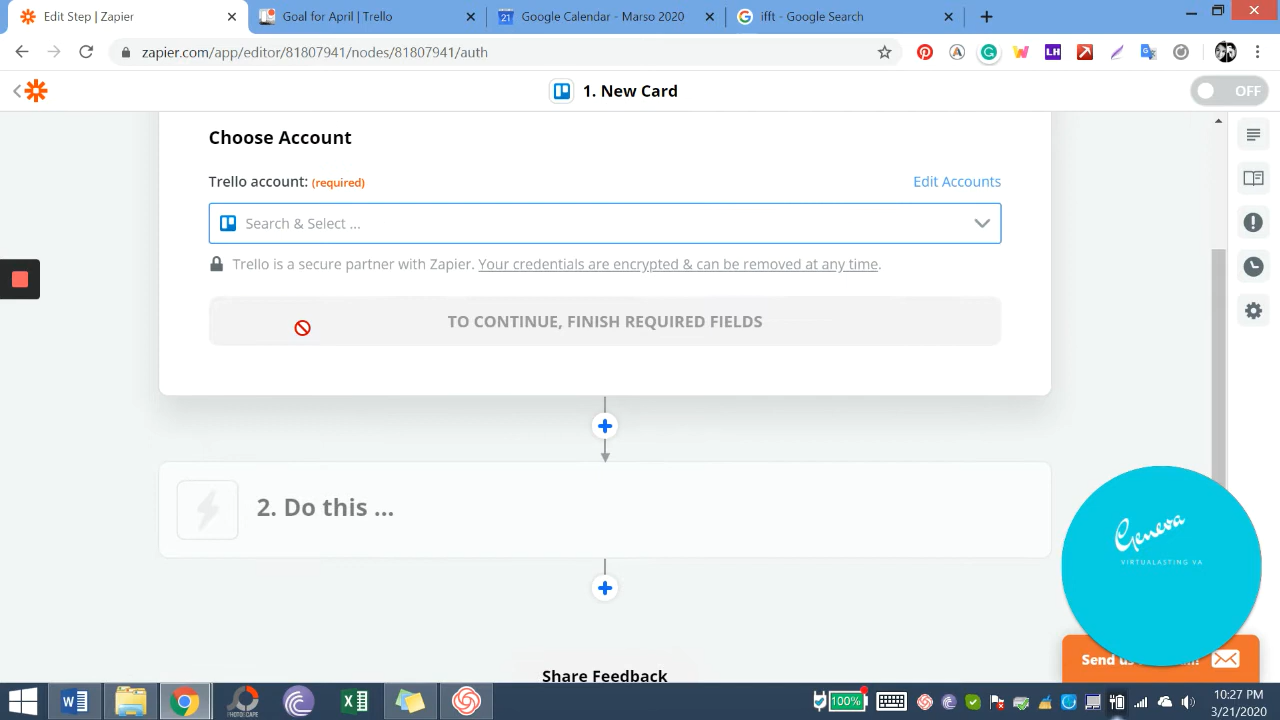 Edit Step | Zapier
Goal for April | Trello
Google Calendar - Marso 2020
ifft - Google Search
zapier.com/app/editor/81807941/nodes/81807941/auth
1. New Card
OFF
Choose Account
Trello account: (required)
Edit Accounts
Search & Select ...
Trello is a secure partner with Zapier. Your credentials are encrypted & can be removed at any time.
TO CONTINUE, FINISH REQUIRED FIELDS
2. Do this ...
Geneva
VIRTUALASTING VA
Share Feedback
Send us
100%
10:27 PM
3/21/2020